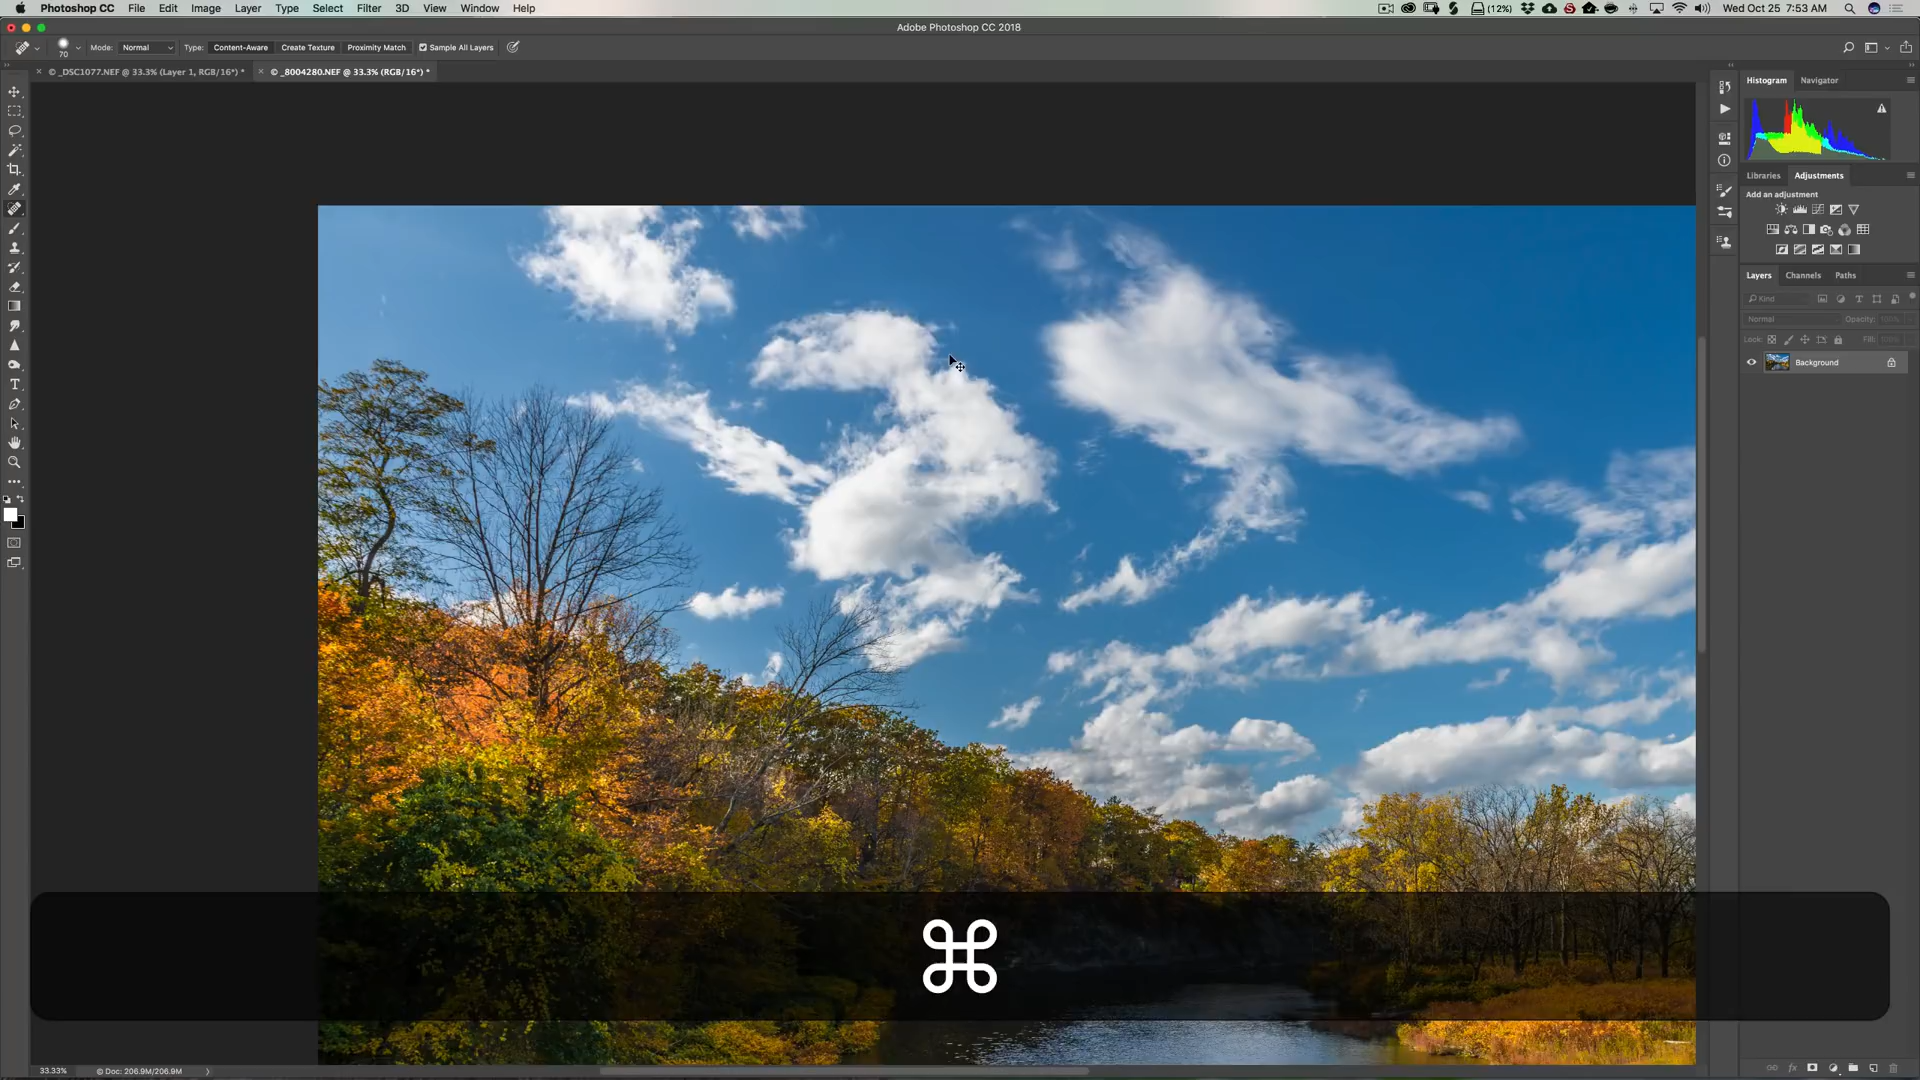 Photoshop CC File Edit Image Layer Type Select Filter 3D View Window Help (12%) Wed Oct 25 7:53 AM
Adobe Photoshop CC 2018
70 Mode: Normal Type: Content-Aware Create Texture Proximity Match Sample All Layers
× © _DSC1077.NEF @ 33.3% (Layer 1, RGB/16*) * × © _8004280.NEF @ 33.3% (RGB/16*) *
Histogram Navigator
Libraries Adjustments
Add an adjustment
Layers Channels Paths
Kind
Normal Opacity: 100%
Lock: Fill: 100%
Background
33.33% © Doc: 206.9M/206.9M